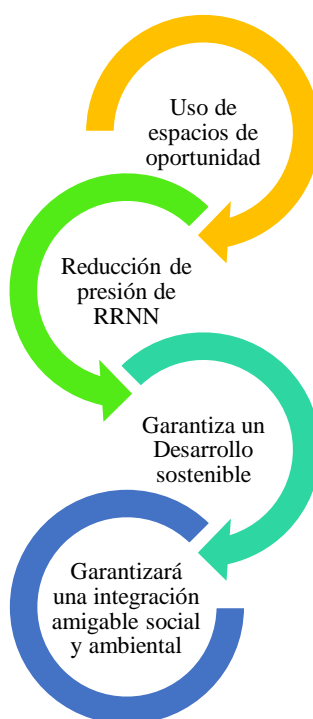 Uso de
espacios de
oportunidad
Reducción de
presión de
RRNN
Garantiza un
Desarrollo
sostenible
Garantizará
una integración
amigable social
y ambiental